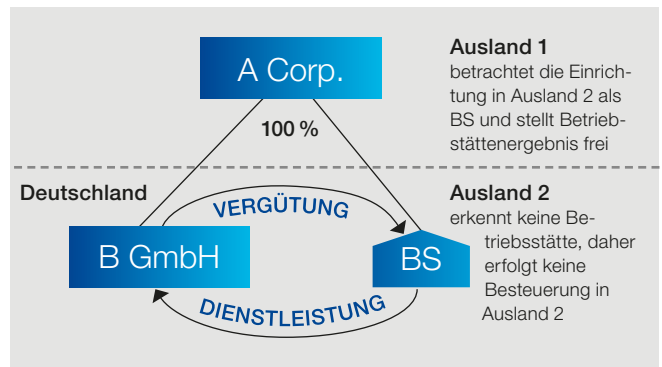 A Corp.
100 %
Ausland 1
betrachtet die Einrich-
tung in Ausland 2 als
BS und stellt Betrieb-
stättenergebnis frei
Deutschland
VERGÜTUNG
B GmbH
BS
DIENSTLEISTUNG
Ausland 2
erkennt keine Be-
triebsstätte, daher
erfolgt keine
Besteuerung in
Ausland 2